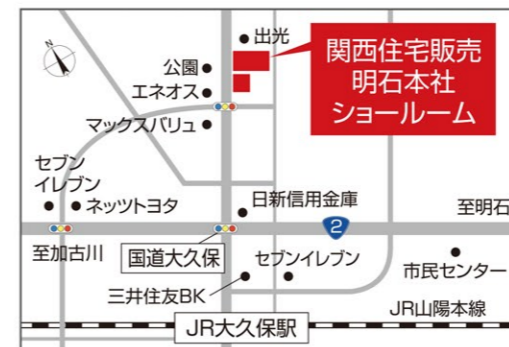 N
出光
関西住宅販売
明石本社
ショールーム
公園
エネオス
マックスバリュ
セブン
イレブン
ネッツトヨタ
日新信用金庫
2
至明石
至加古川
国道大久保
セブンイレブン
市民センター
三井住友BK
JR山陽本線
JR大久保駅